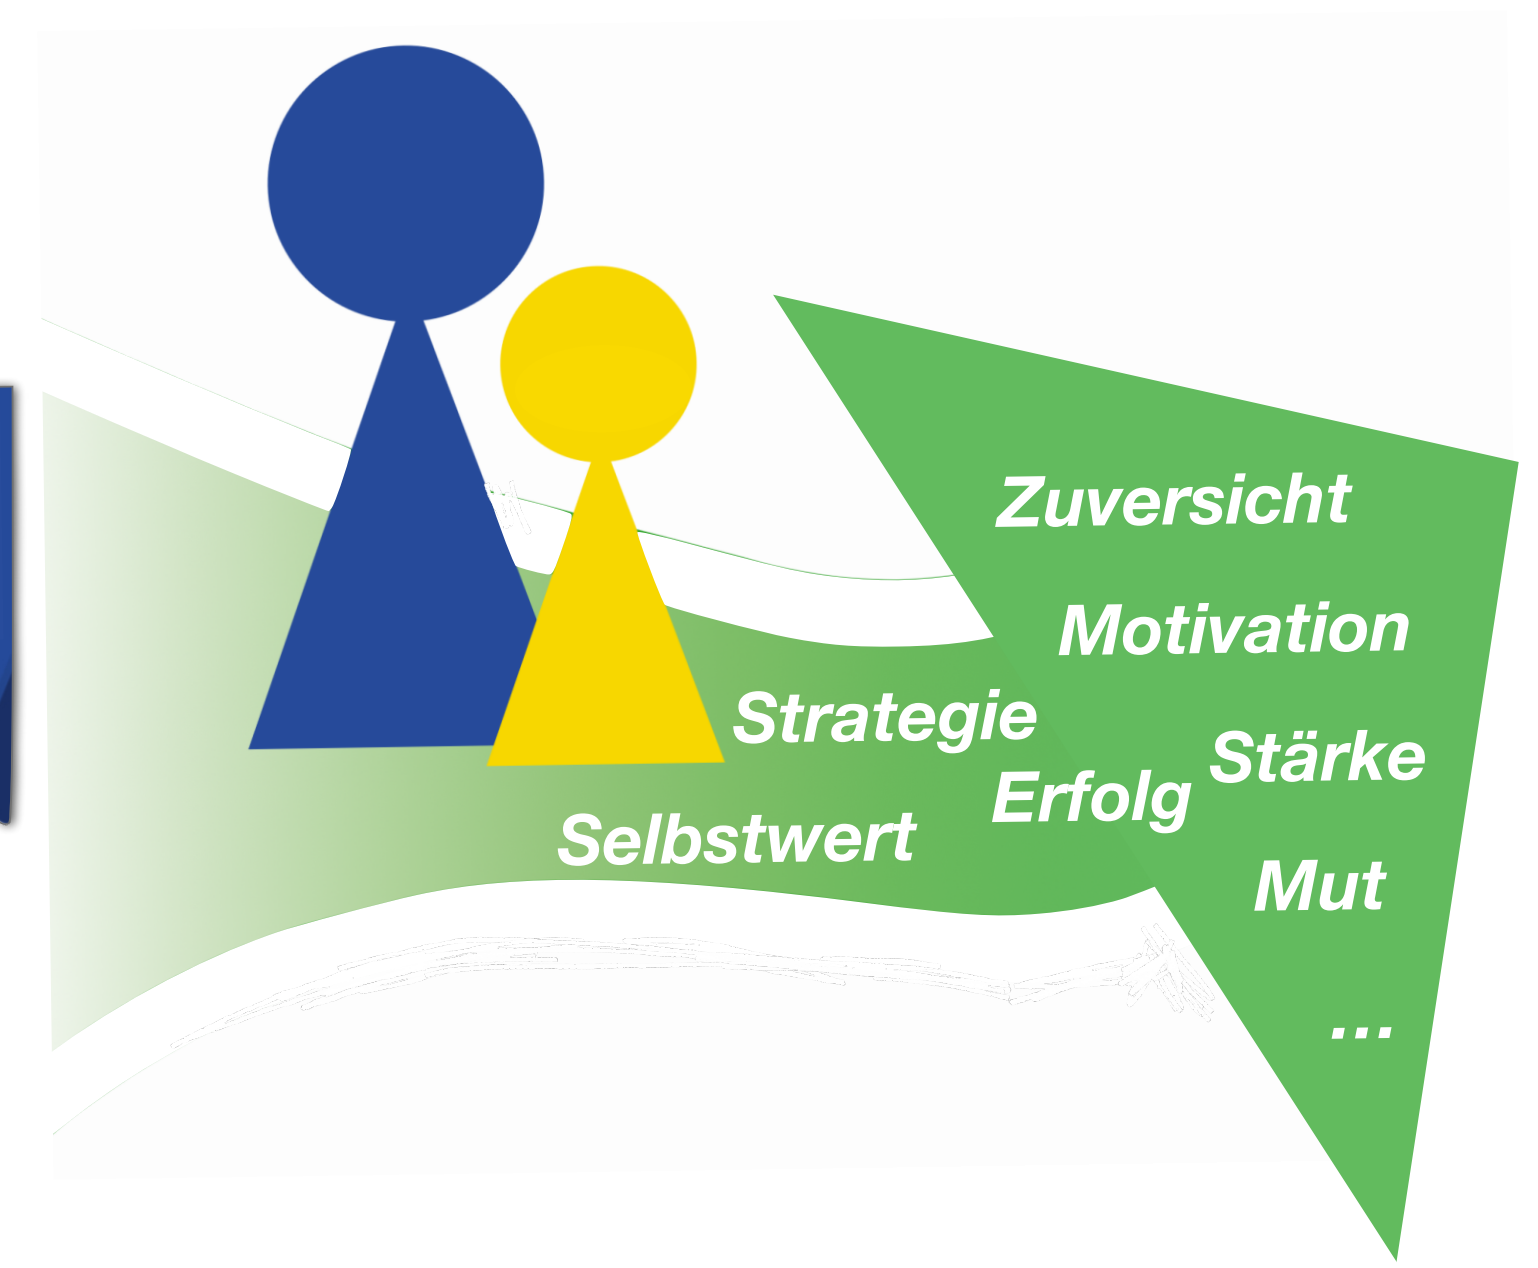 Zuversicht
Motivation
Strategie
Stärke
Erfolg
Selbstwert
Mut
...